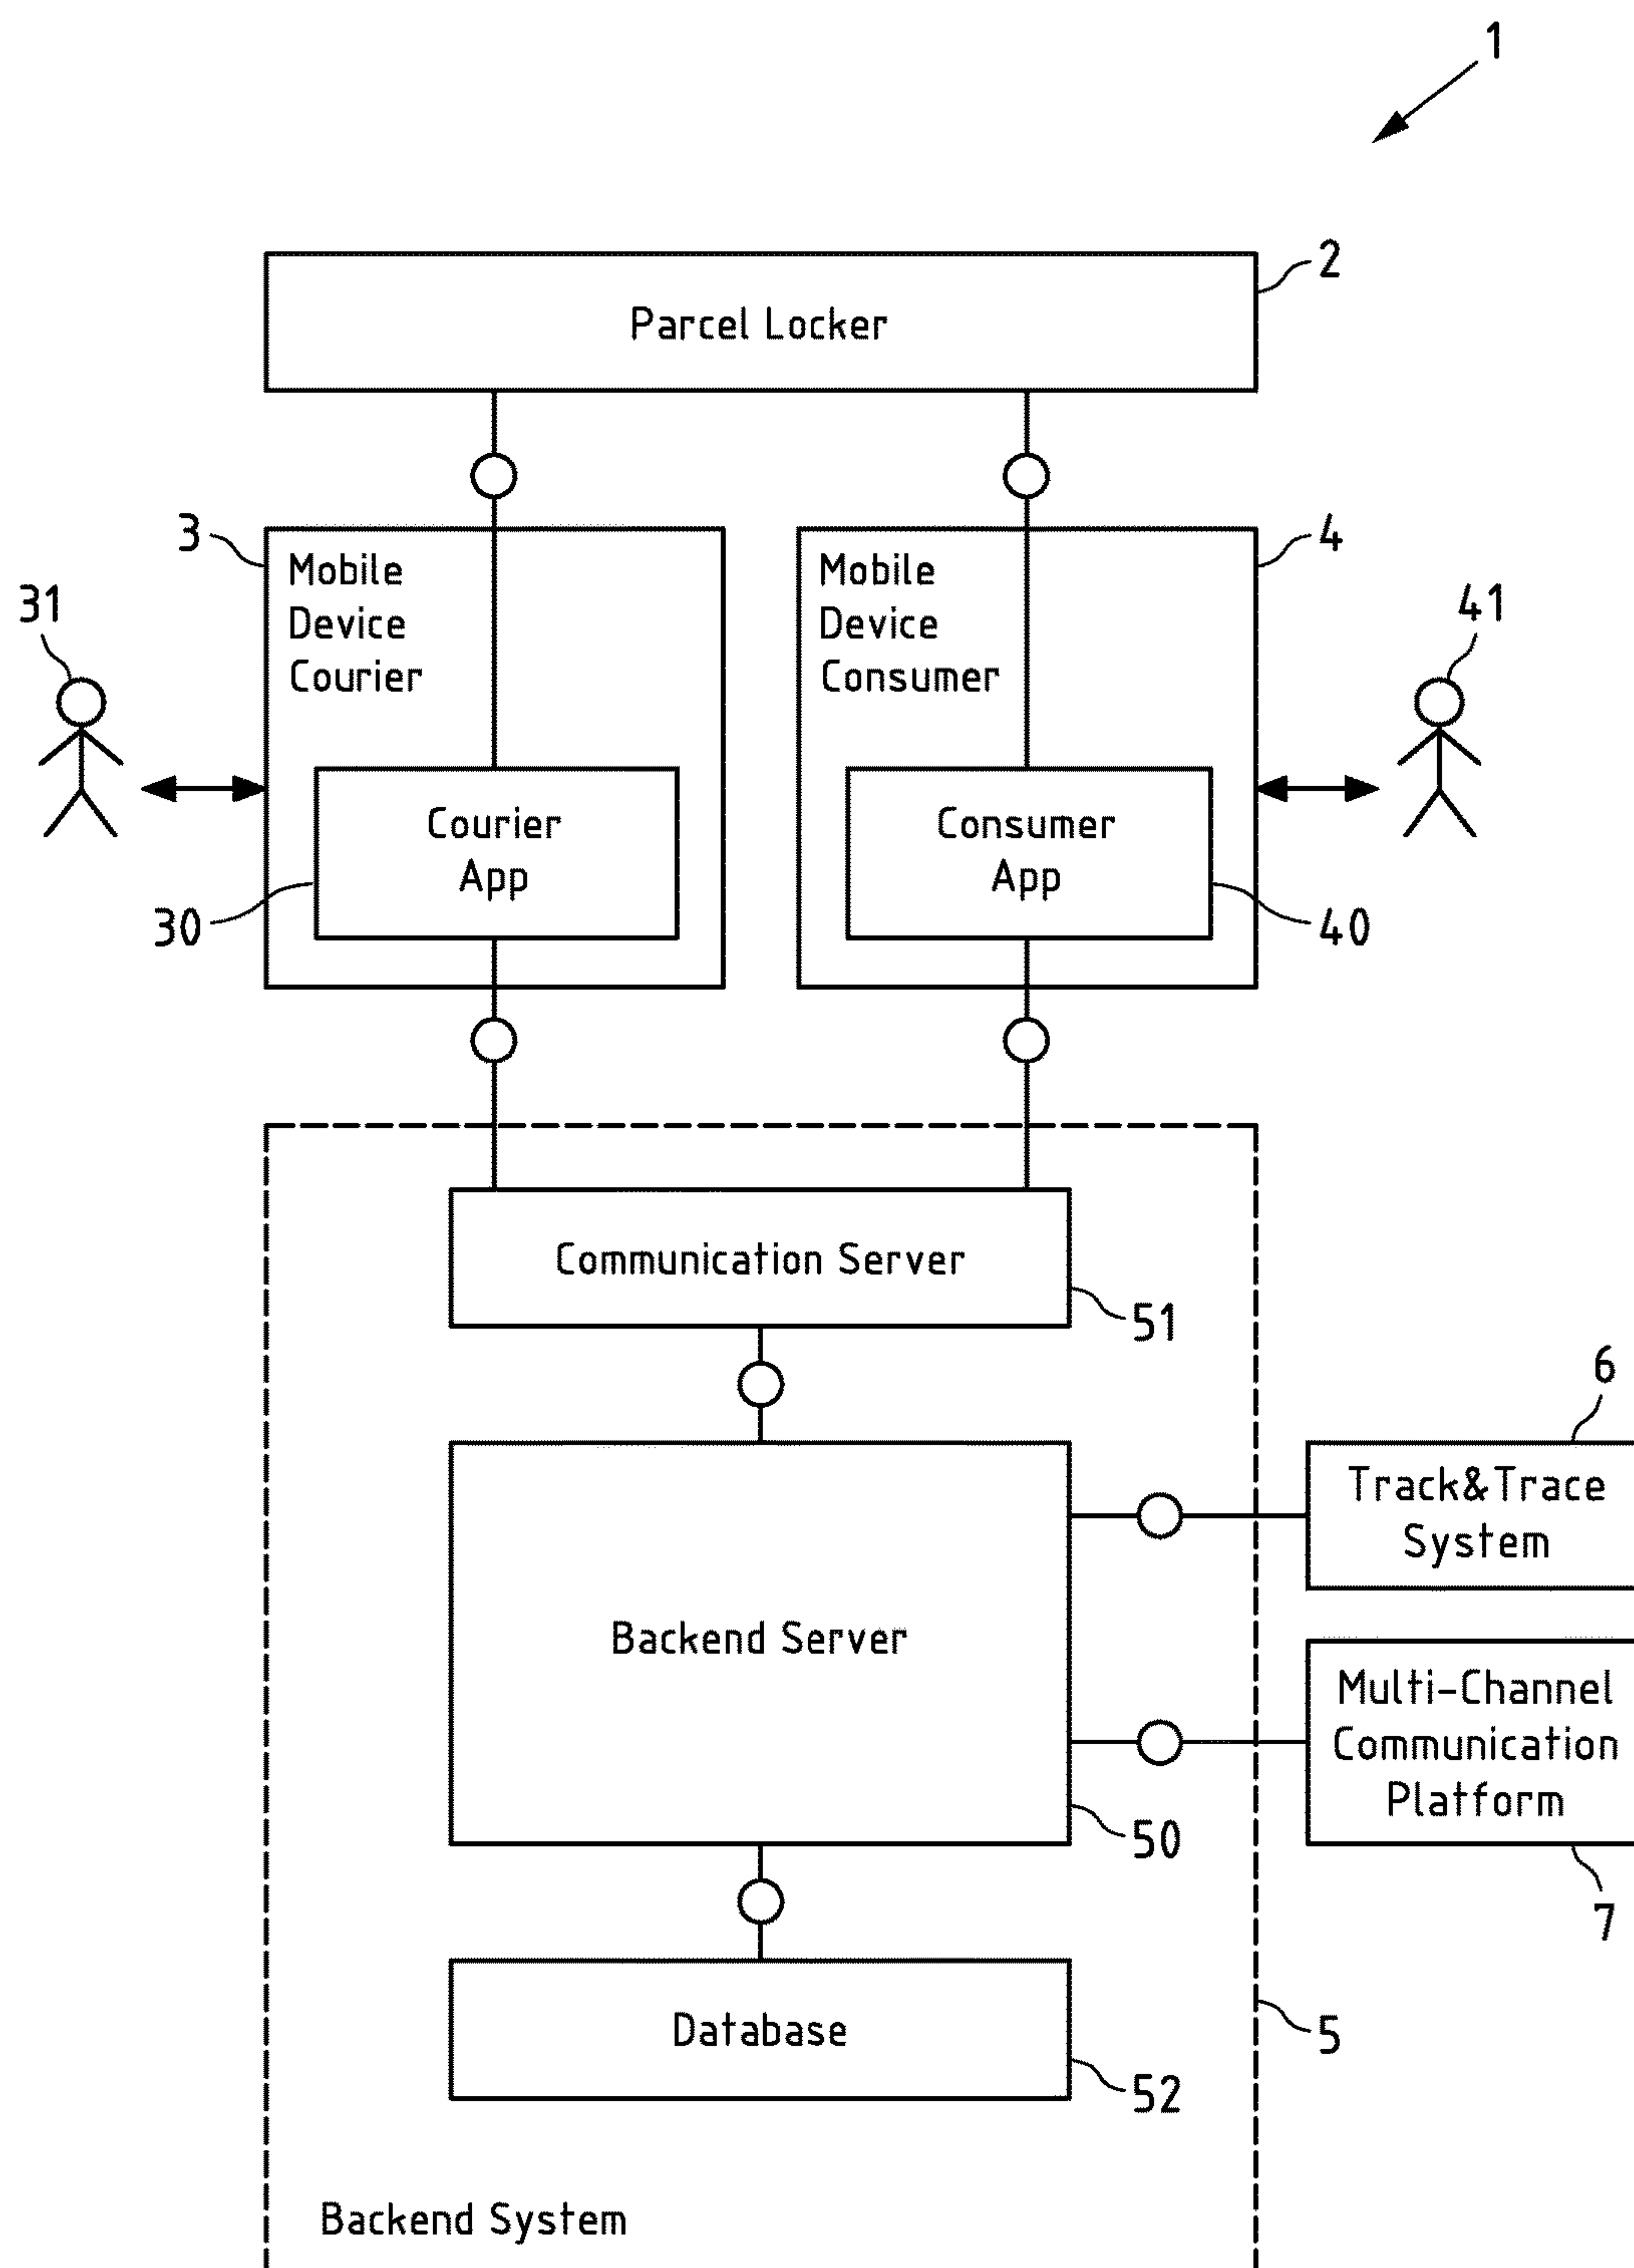 1
2
Parcel Locker
3
Mobile
Device
Courier
Mobile
Device
Consumer
4
31
41
Courier
App
Consumer
App
30
40
Communication Server
51
6
Track&Trace
System
Backend Server
Multi-Channel
Communication
Platform
50
7
Database
5
52
Backend System